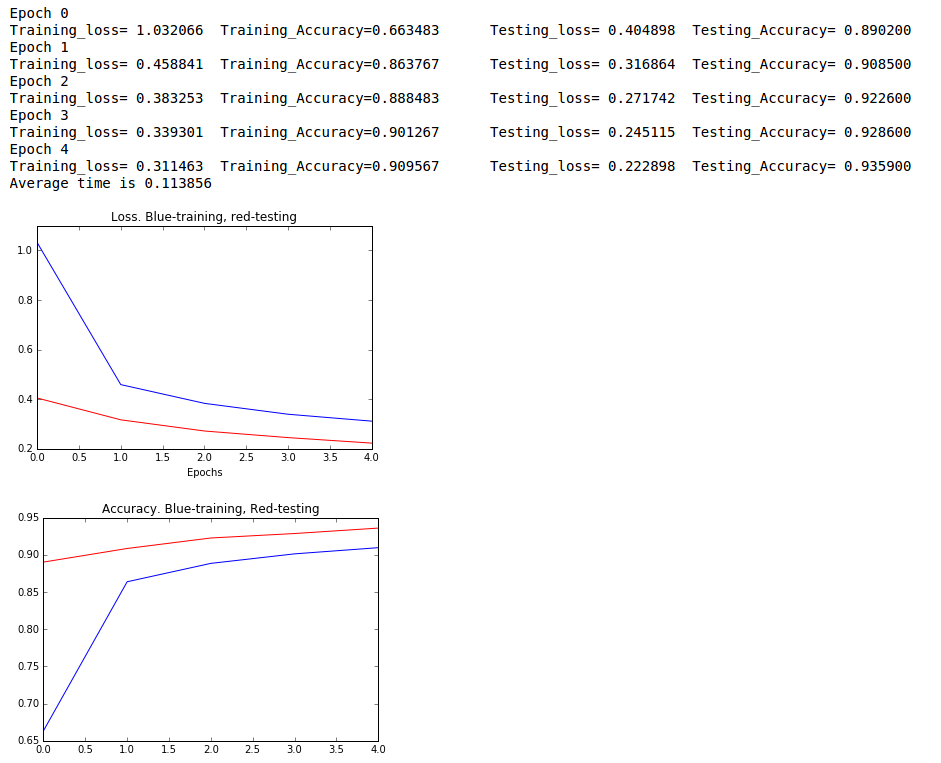 Epoch 0
Training_loss= 1.032066  Training_Accuracy=0.663483      Testing_loss= 0.404898  Testing_Accuracy= 0.890200
Epoch 1
Training_loss= 0.458841  Training_Accuracy=0.863767      Testing_loss= 0.316864  Testing_Accuracy= 0.908500
Epoch 2
Training_loss= 0.383253  Training_Accuracy=0.888483      Testing_loss= 0.271742  Testing_Accuracy= 0.922600
Epoch 3
Training_loss= 0.339301  Training_Accuracy=0.901267      Testing_loss= 0.245115  Testing_Accuracy= 0.928600
Epoch 4
Training_loss= 0.311463  Training_Accuracy=0.909567      Testing_loss= 0.222898  Testing_Accuracy= 0.935900
Average time is 0.113856
Loss. Blue-training, red-testing
1.0
0.8
0.6
0.4
0.2
0.0 0.5 1.0 1.5 2.0 2.5 3.0 3.5 4.0
Epochs
Accuracy. Blue-training, Red-testing
0.95
0.90
0.85
0.80
0.75
0.70
0.65
0.0 0.5 1.0 1.5 2.0 2.5 3.0 3.5 4.0